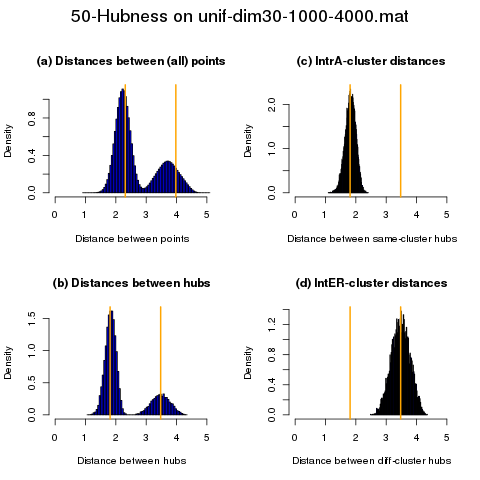 50-Hubness on unif-dim30-1000-4000.mat
(a) Distances between (all) points
Density
0.0 0.4 0.8
0 1 2 3 4 5
Distance between points
(c) IntrA-cluster distances
Density
0.0 1.0 2.0
0 1 2 3 4 5
Distance between same-cluster hubs
(b) Distances between hubs
Density
0.0 0.5 1.0 1.5
0 1 2 3 4 5
Distance between hubs
(d) IntER-cluster distances
Density
0.0 0.4 0.8 1.2
0 1 2 3 4 5
Distance between diff-cluster hubs